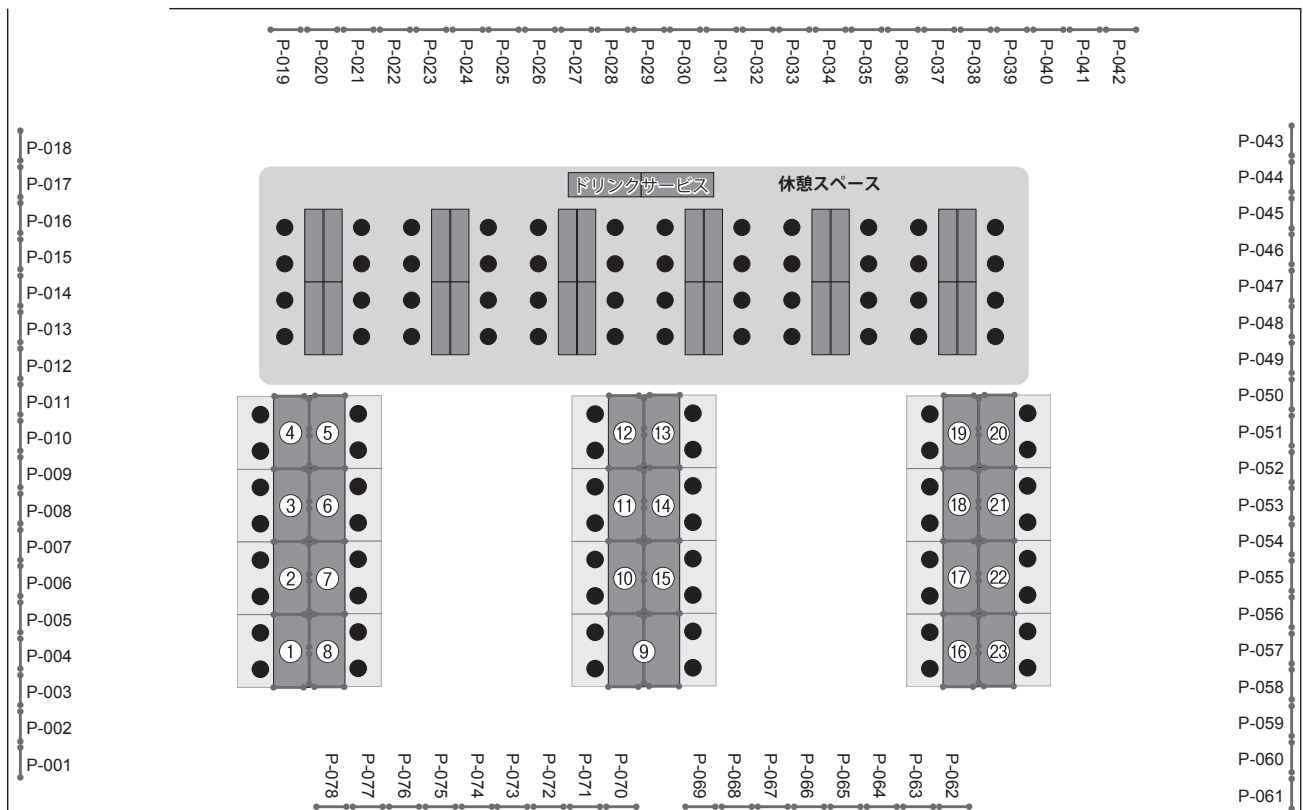 P-019
P-020
P-021
P-022
P-023
P-024
P-025
P-026
P-027
P-028
P-029
P-030
P-031
P-032
P-033
P-034
P-035
P-036
P-037
P-038
P-039
P-040
P-041
P-042
P-018
P-017
P-016
P-015
P-014
P-013
P-012
P-011
P-010
P-009
P-008
P-007
P-006
P-005
P-004
P-003
P-002
P-001
ドリンクサービス
休憩スペース
④ ⑤
③ ⑥
② ⑦
① ⑧
⑫ ⑬
⑪ ⑭
⑩ ⑮
⑨
⑲ ⑳
⑱ ㉑
⑰ ㉒
⑯ ㉓
P-043
P-044
P-045
P-046
P-047
P-048
P-049
P-050
P-051
P-052
P-053
P-054
P-055
P-056
P-057
P-058
P-059
P-060
P-061
P-078
P-077
P-076
P-075
P-074
P-073
P-072
P-071
P-070
P-069
P-068
P-067
P-066
P-065
P-064
P-063
P-062